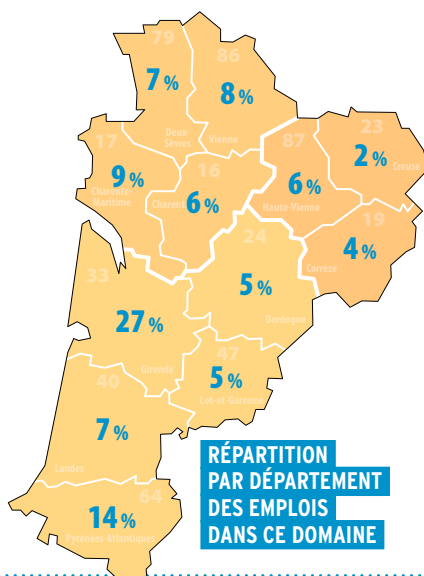 79
7 %
Deux-
Sèvres
86
8 %
Vienne
17
9 %
Charente
Maritime
16
Charente
6 %
87
6 %
Haute-Vienne
23
2 % Creuse
19
4 %
Corrèze
33
27 %
Gironde
24
5 %
Dordogne
47
5 %
Lot-et-Garonne
40
7 %
Landes
64
14 %
Pyrénées-Atlantiques
RÉPARTITION
PAR DÉPARTEMENT
DES EMPLOIS
DANS CE DOMAINE